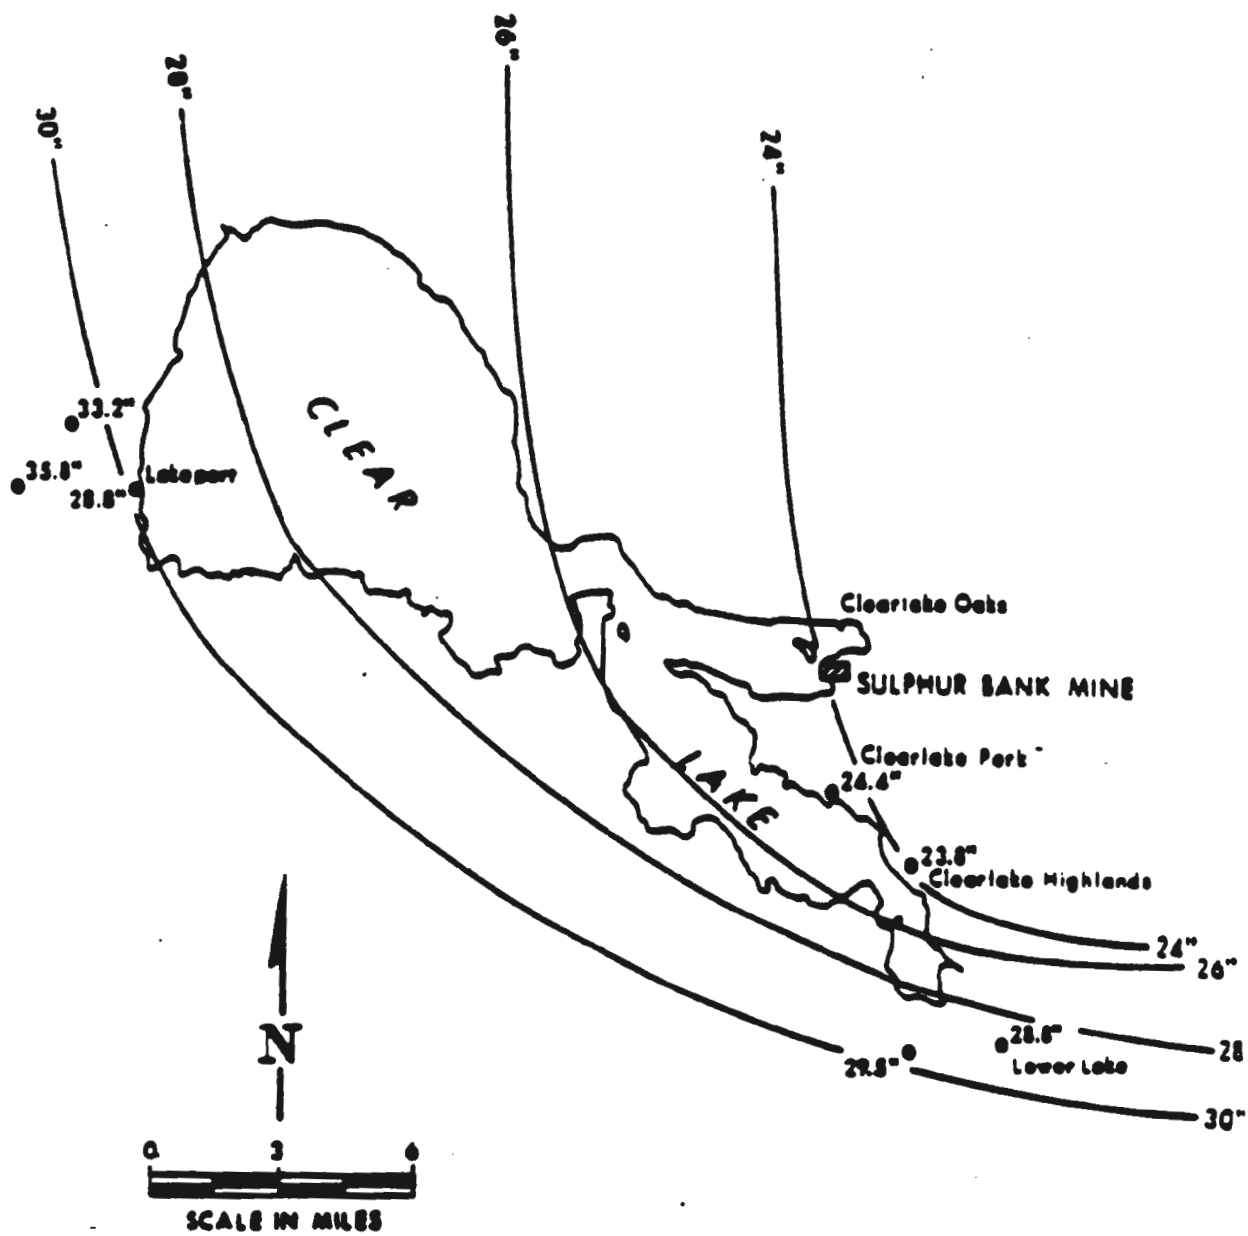 26"
28"
30"
24"
33.2"
35.8"
Lakeport
28.8"
CLEAR
Clearlake Oaks
SULPHUR BANK MINE
Clearlake Park
24.4"
LAKE
23.8"
Clearlake Highlands
24"
26"
28.8"
28
29.5"
Lower Lake
30"
N
0 3 6
SCALE IN MILES